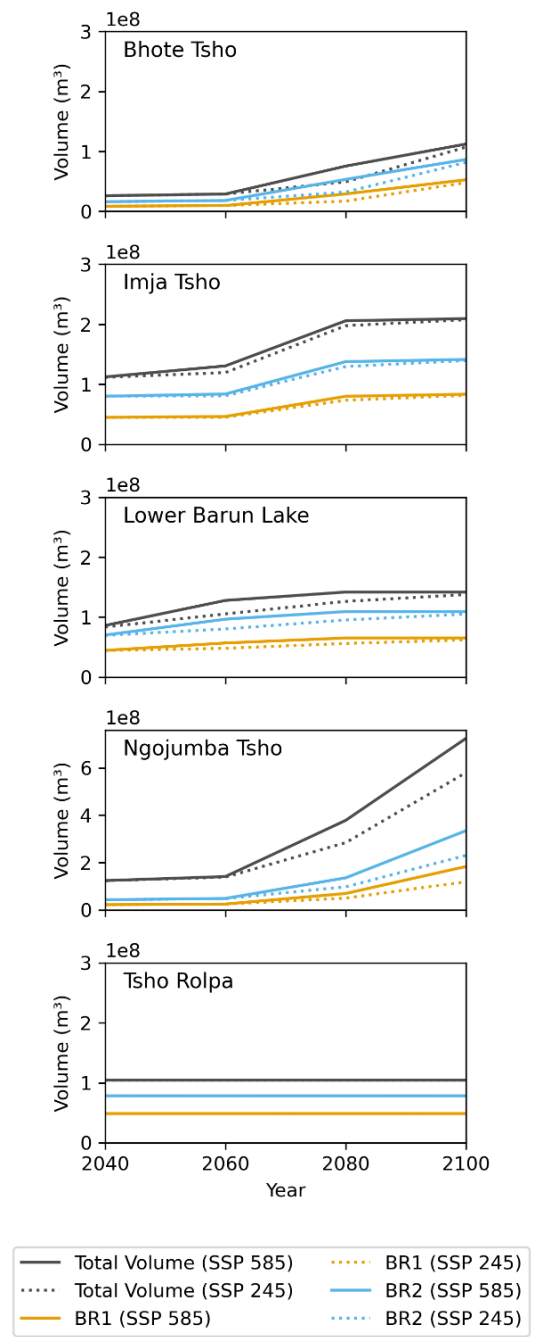 1e8
Bhote Tsho
Volume (m³)
3
2
1
0
1e8
Imja Tsho
Volume (m³)
3
2
1
0
1e8
Lower Barun Lake
Volume (m³)
3
2
1
0
1e8
Ngojumba Tsho
Volume (m³)
6
4
2
0
1e8
Tsho Rolpa
Volume (m³)
3
2
1
0
2040 2060 2080 2100
Year
Total Volume (SSP 585)
Total Volume (SSP 245)
BR1 (SSP 585)
BR1 (SSP 245)
BR2 (SSP 585)
BR2 (SSP 245)